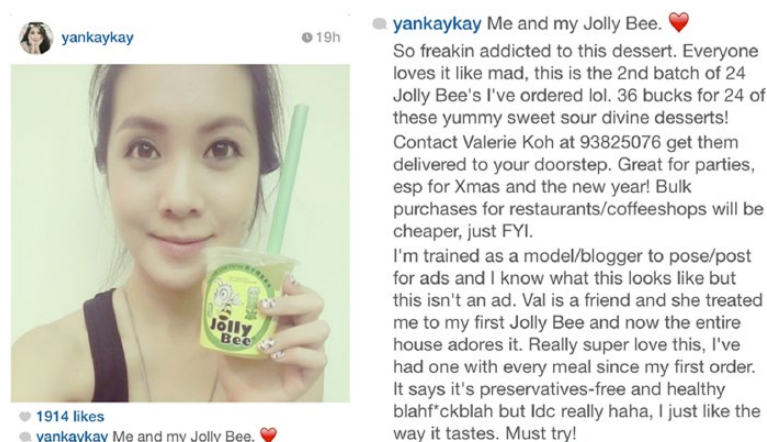 yankaykay
19h
Jolly
Bee
1914 likes
yankaykay Me and my Jolly Bee. ❤️
yankaykay Me and my Jolly Bee. ❤️
So freakin addicted to this dessert. Everyone
loves it like mad, this is the 2nd batch of 24
Jolly Bee's I've ordered lol. 36 bucks for 24 of
these yummy sweet sour divine desserts!
Contact Valerie Koh at 93825076 get them
delivered to your doorstep. Great for parties,
esp for Xmas and the new year! Bulk
purchases for restaurants/coffeeshops will be
cheaper, just FYI.
I'm trained as a model/blogger to pose/post
for ads and I know what this looks like but
this isn't an ad. Val is a friend and she treated
me to my first Jolly Bee and now the entire
house adores it. Really super love this, I've
had one with every meal since my first order.
It says it's preservatives-free and healthy
blahf*ckblah but Idc really haha, I just like the
way it tastes. Must try!